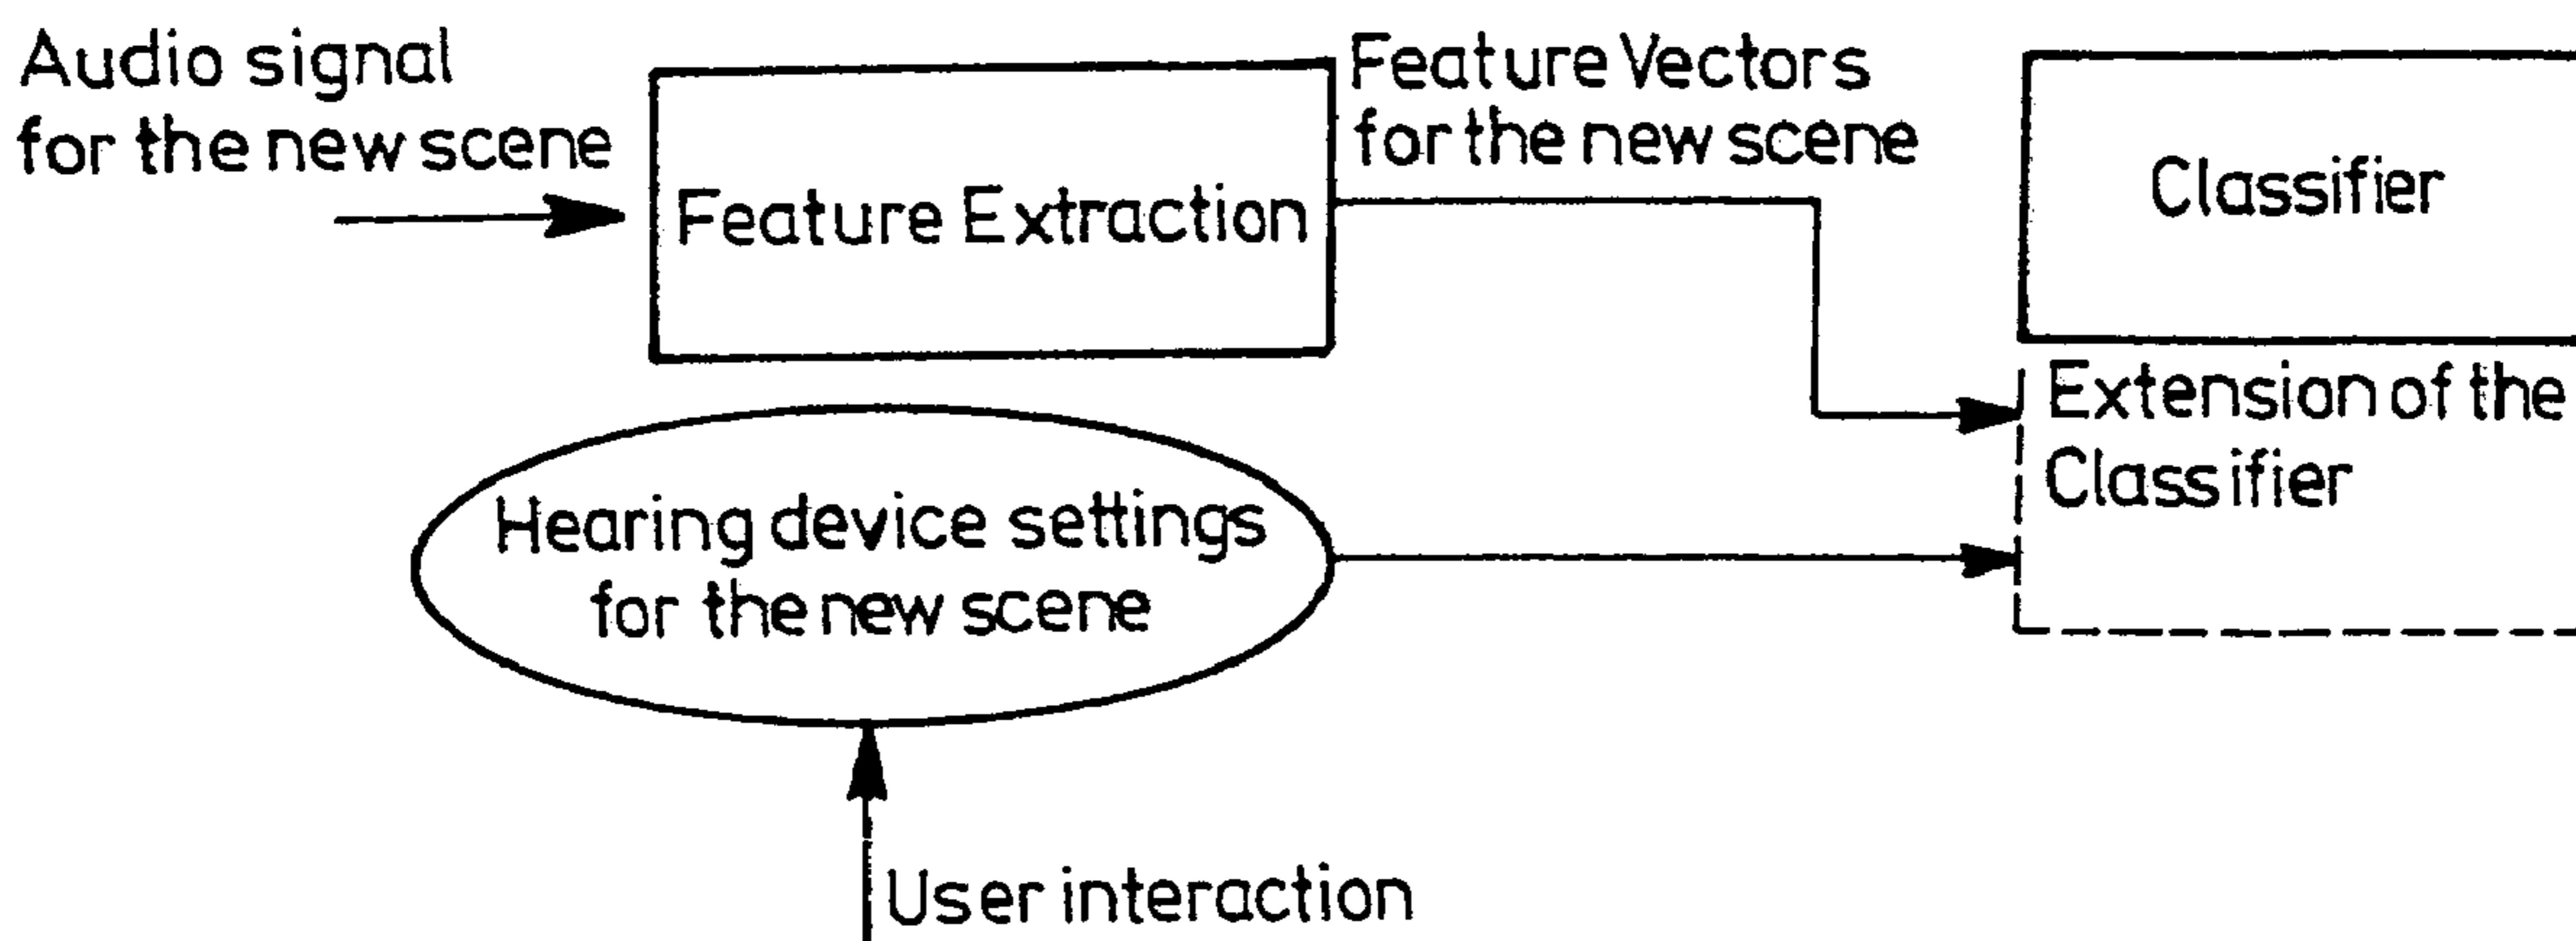 Audio signal
for the new scene
Feature Extraction
Feature Vectors
for the new scene
Classifier
Extension of the
Classifier
Hearing device settings
for the new scene
User interaction